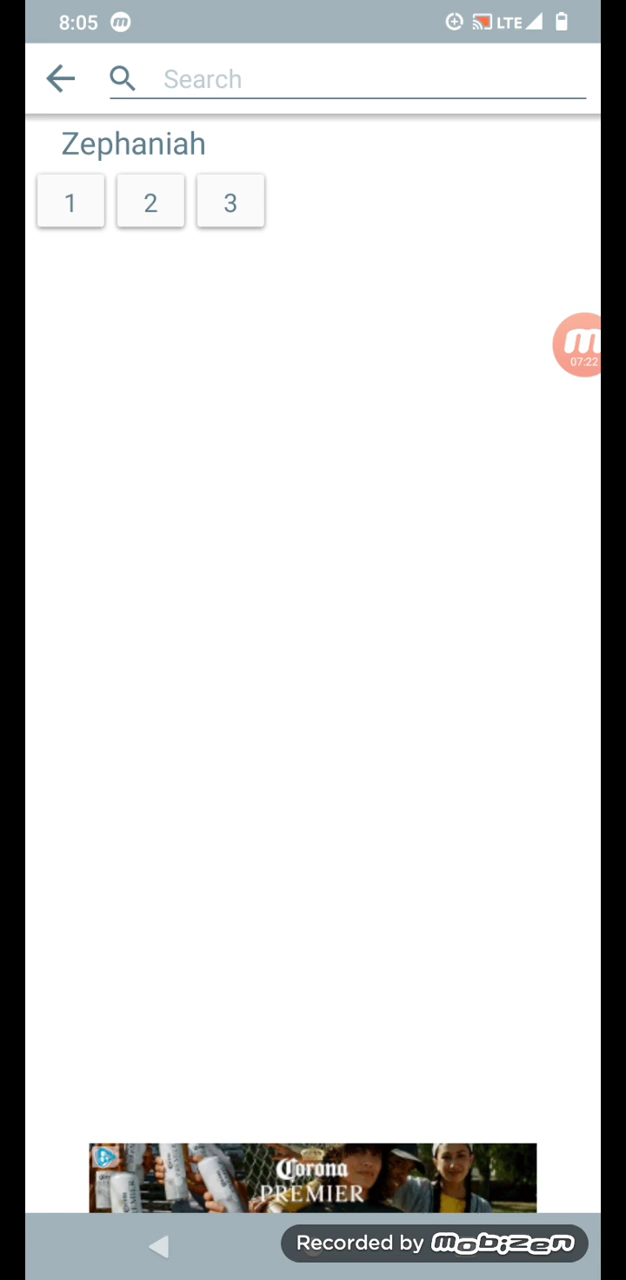 8:05 m LTE
Search
Zephaniah
1 2 3
m
07:22
Corona
PREMIER
Recorded by mobizen